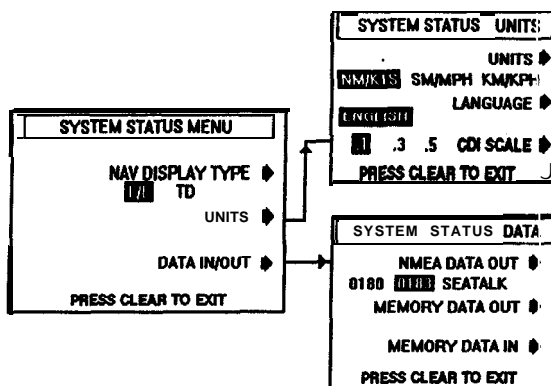 SYSTEM STATUS MENU
NAV DISPLAY TYPE
L/L TD
UNITS
DATA IN/OUT
PRESS CLEAR TO EXIT
SYSTEM STATUS UNITS
UNITS
NM/KTS SM/MPH KM/KPH
LANGUAGE
ENGLISH
.1 .3 .5 CDI SCALE
PRESS CLEAR TO EXIT
SYSTEM STATUS DATA
NMEA DATA OUT
0180 0183 SEATALK
MEMORY DATA OUT
MEMORY DATA IN
PRESS CLEAR TO EXIT